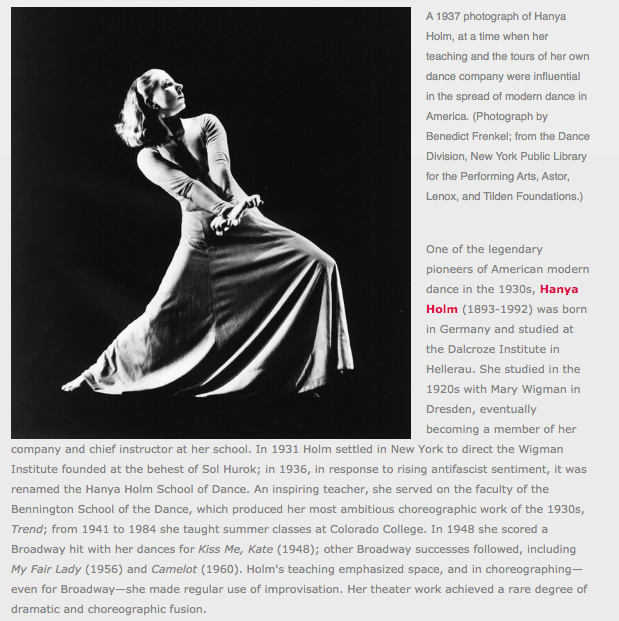 A 1937 photograph of Hanya
Holm, at a time when her
teaching and the tours of her own
dance company were influential
in the spread of modern dance in
America. (Photograph by
Benedict Frenkel; from the Dance
Division, New York Public Library
for the Performing Arts, Astor,
Lenox, and Tilden Foundations.)
One of the legendary
pioneers of American modern
dance in the 1930s, Hanya
Holm (1893-1992) was born
in Germany and studied at
the Dalcroze Institute in
Hellerau. She studied in the
1920s with Mary Wigman in
Dresden, eventually
becoming a member of her
company and chief instructor at her school. In 1931 Holm settled in New York to direct the Wigman
Institute founded at the behest of Sol Hurok; in 1936, in response to rising antifascist sentiment, it was
renamed the Hanya Holm School of Dance. An inspiring teacher, she served on the faculty of the
Bennington School of the Dance, which produced her most ambitious choreographic work of the 1930s,
Trend; from 1941 to 1984 she taught summer classes at Colorado College. In 1948 she scored a
Broadway hit with her dances for Kiss Me, Kate (1948); other Broadway successes followed, including
My Fair Lady (1956) and Camelot (1960). Holm's teaching emphasized space, and in choreographing—
even for Broadway—she made regular use of improvisation. Her theater work achieved a rare degree of
dramatic and choreographic fusion.